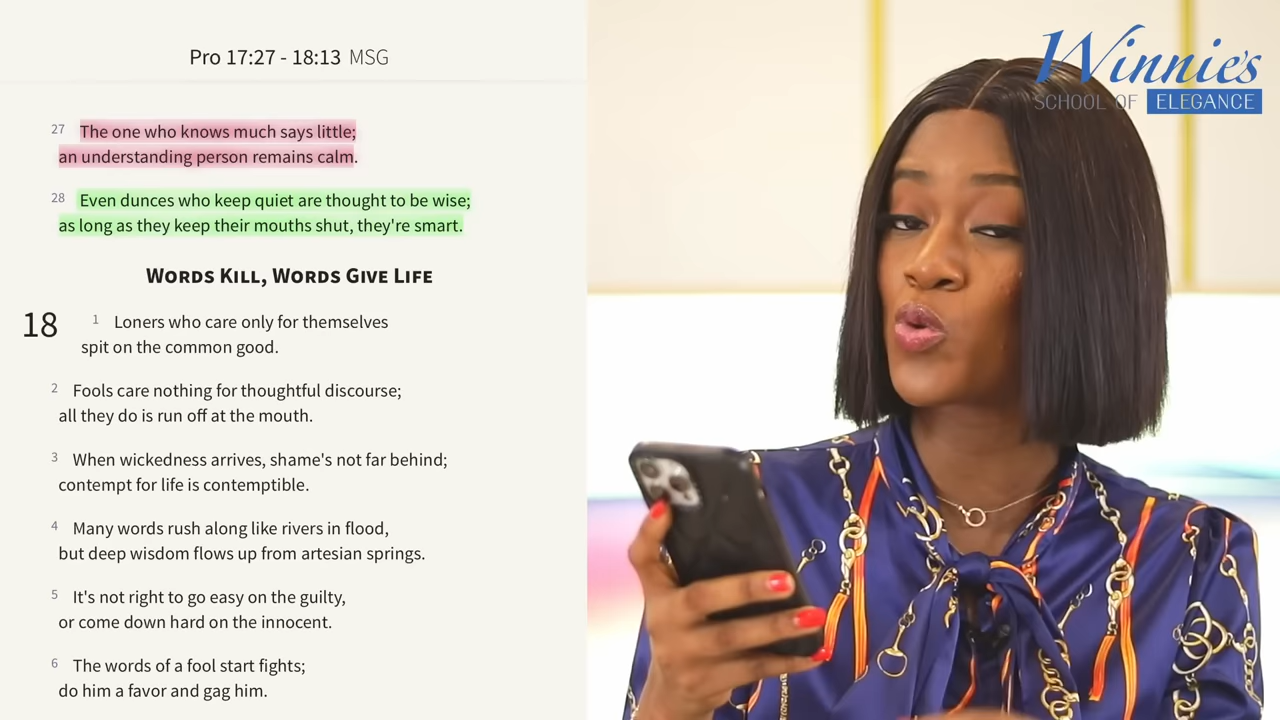 Pro 17:27 - 18:13 MSG
27 The one who knows much says little;
an understanding person remains calm.
28 Even dunces who keep quiet are thought to be wise;
as long as they keep their mouths shut, they're smart.
Words Kill, Words Give Life
18 1 Loners who care only for themselves
spit on the common good.
2 Fools care nothing for thoughtful discourse;
all they do is run off at the mouth.
3 When wickedness arrives, shame's not far behind;
contempt for life is contemptible.
4 Many words rush along like rivers in flood,
but deep wisdom flows up from artesian springs.
5 It's not right to go easy on the guilty,
or come down hard on the innocent.
6 The words of a fool start fights;
do him a favor and gag him.
Winnie's
SCHOOL OF ELEGANCE